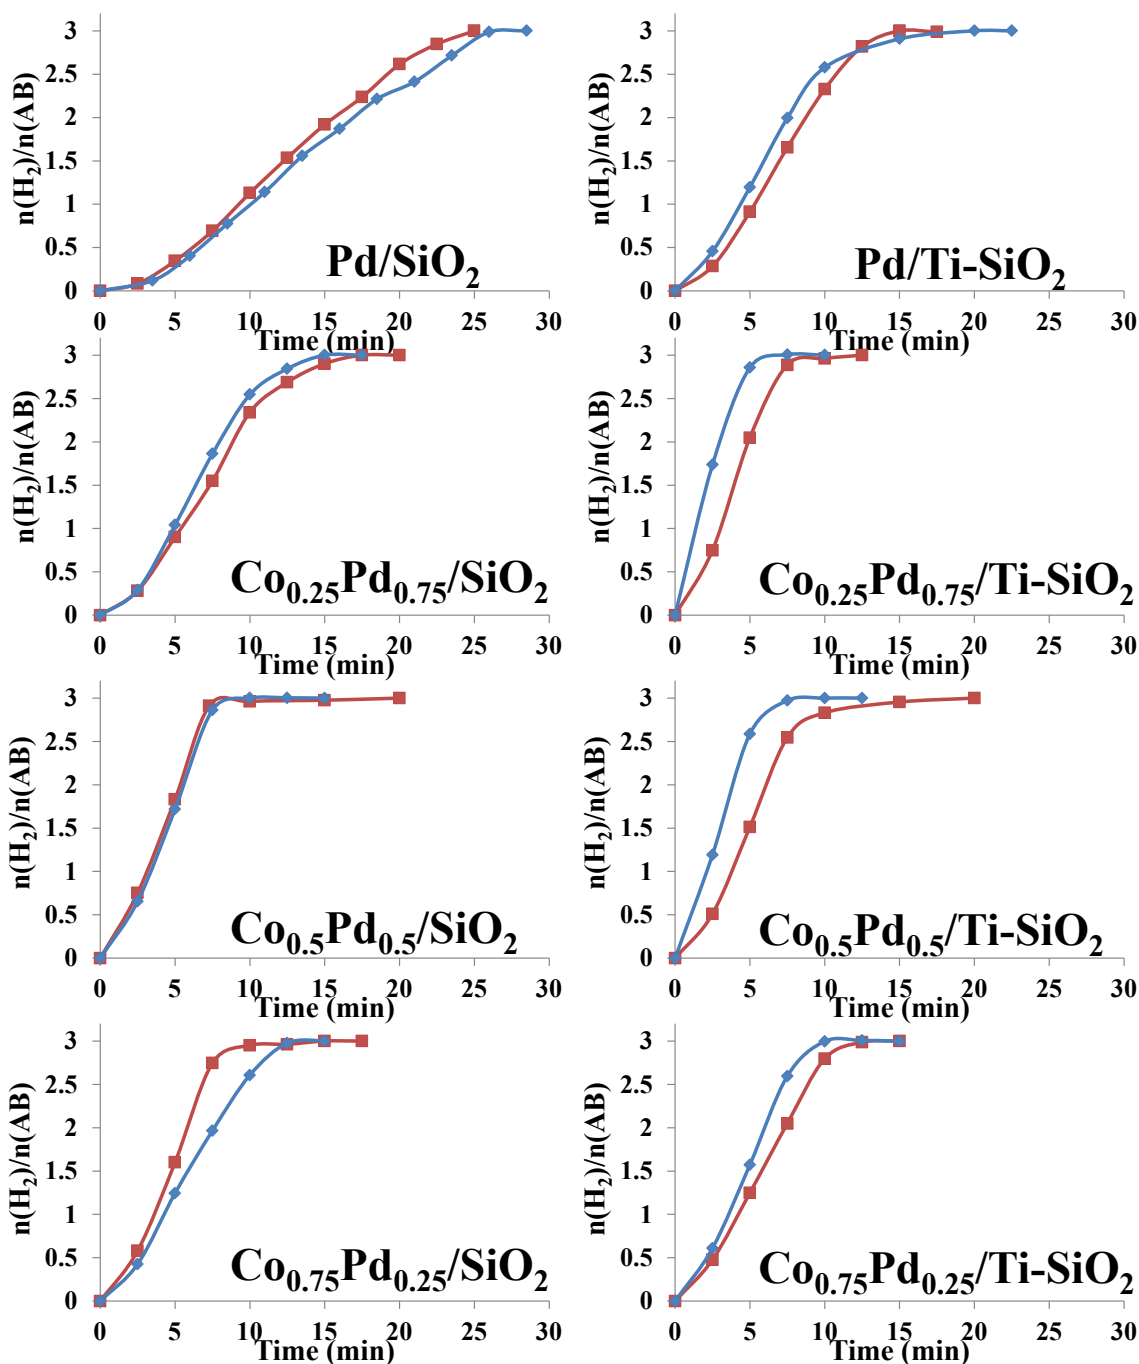 3
2.5
2
1.5
1
0.5
0
n(H₂)/n(AB)
Pd/SiO₂
0 5 10 15 20 25 30
Time (min)
3
2.5
2
1.5
1
0.5
0
n(H₂)/n(AB)
Pd/Ti-SiO₂
0 5 10 15 20 25 30
Time (min)
3
2.5
2
1.5
1
0.5
0
n(H₂)/n(AB)
Co₀.₂₅Pd₀.₇₅/SiO₂
0 5 10 15 20 25 30
Time (min)
3
2.5
2
1.5
1
0.5
0
n(H₂)/n(AB)
Co₀.₂₅Pd₀.₇₅/Ti-SiO₂
0 5 10 15 20 25 30
Time (min)
3
2.5
2
1.5
1
0.5
0
n(H₂)/n(AB)
Co₀.₅Pd₀.₅/SiO₂
0 5 10 15 20 25 30
Time (min)
3
2.5
2
1.5
1
0.5
0
n(H₂)/n(AB)
Co₀.₅Pd₀.₅/Ti-SiO₂
0 5 10 15 20 25 30
Time (min)
3
2.5
2
1.5
1
0.5
0
n(H₂)/n(AB)
Co₀.₇₅Pd₀.₂₅/SiO₂
0 5 10 15 20 25 30
Time (min)
3
2.5
2
1.5
1
0.5
0
n(H₂)/n(AB)
Co₀.₇₅Pd₀.₂₅/Ti-SiO₂
0 5 10 15 20 25 30
Time (min)